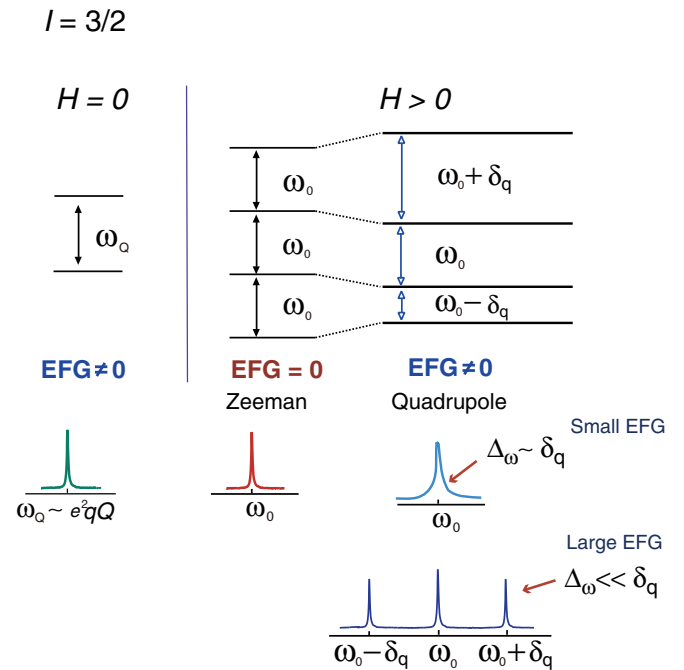 I = 3/2
H = 0
H > 0
ω₀
ω₀ + δq
ωQ
ω₀
ω₀
ω₀
ω₀ − δq
EFG ≠ 0
EFG = 0
EFG ≠ 0
Zeeman
Quadrupole
Small EFG
Δω ~ δq
ωQ ~ e²qQ
ω₀
ω₀
Large EFG
Δω << δq
ω₀ − δq
ω₀
ω₀ + δq